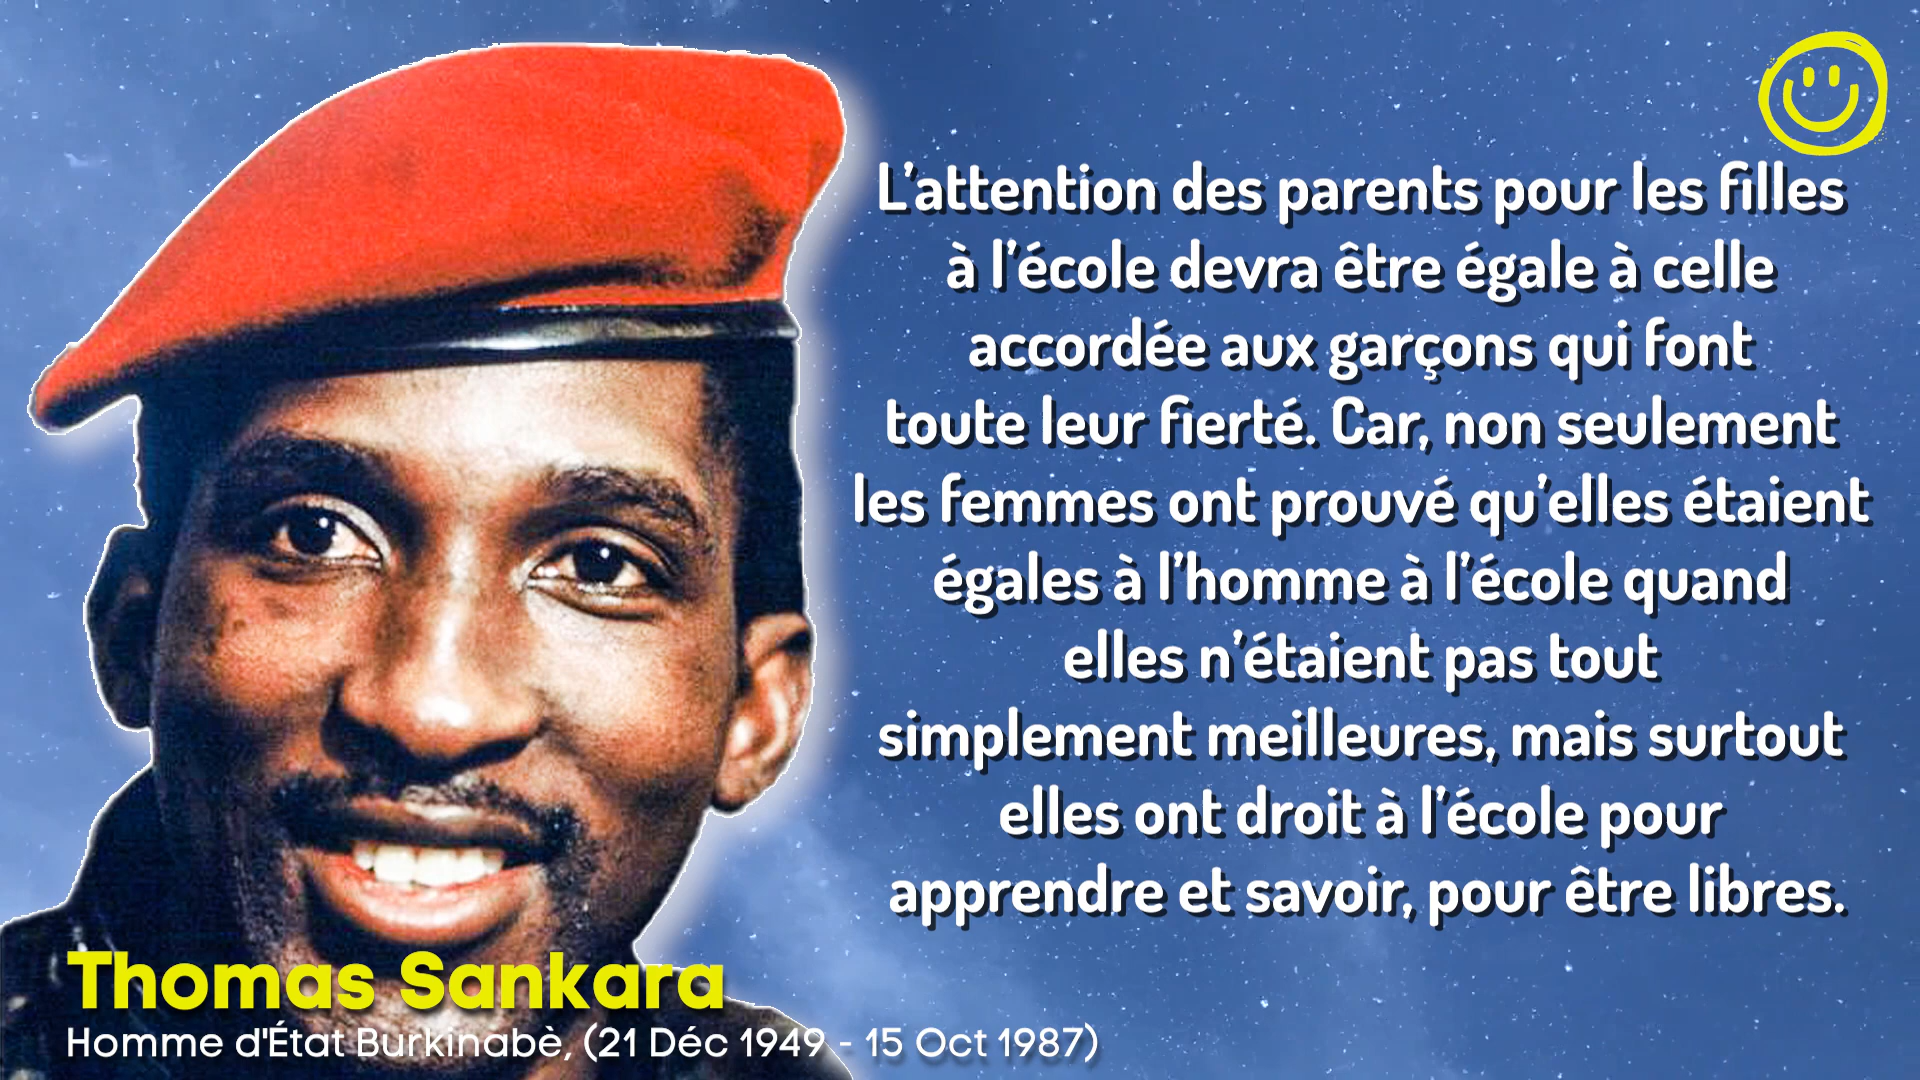 L’attention des parents pour les filles
à l’école devra être égale à celle
accordée aux garçons qui font
toute leur fierté. Car, non seulement
les femmes ont prouvé qu’elles étaient
égales à l’homme à l’école quand
elles n’étaient pas tout
simplement meilleures, mais surtout
elles ont droit à l’école pour
apprendre et savoir, pour être libres.
Thomas Sankara
Homme d'État Burkinabè, (21 Déc 1949 - 15 Oct 1987)